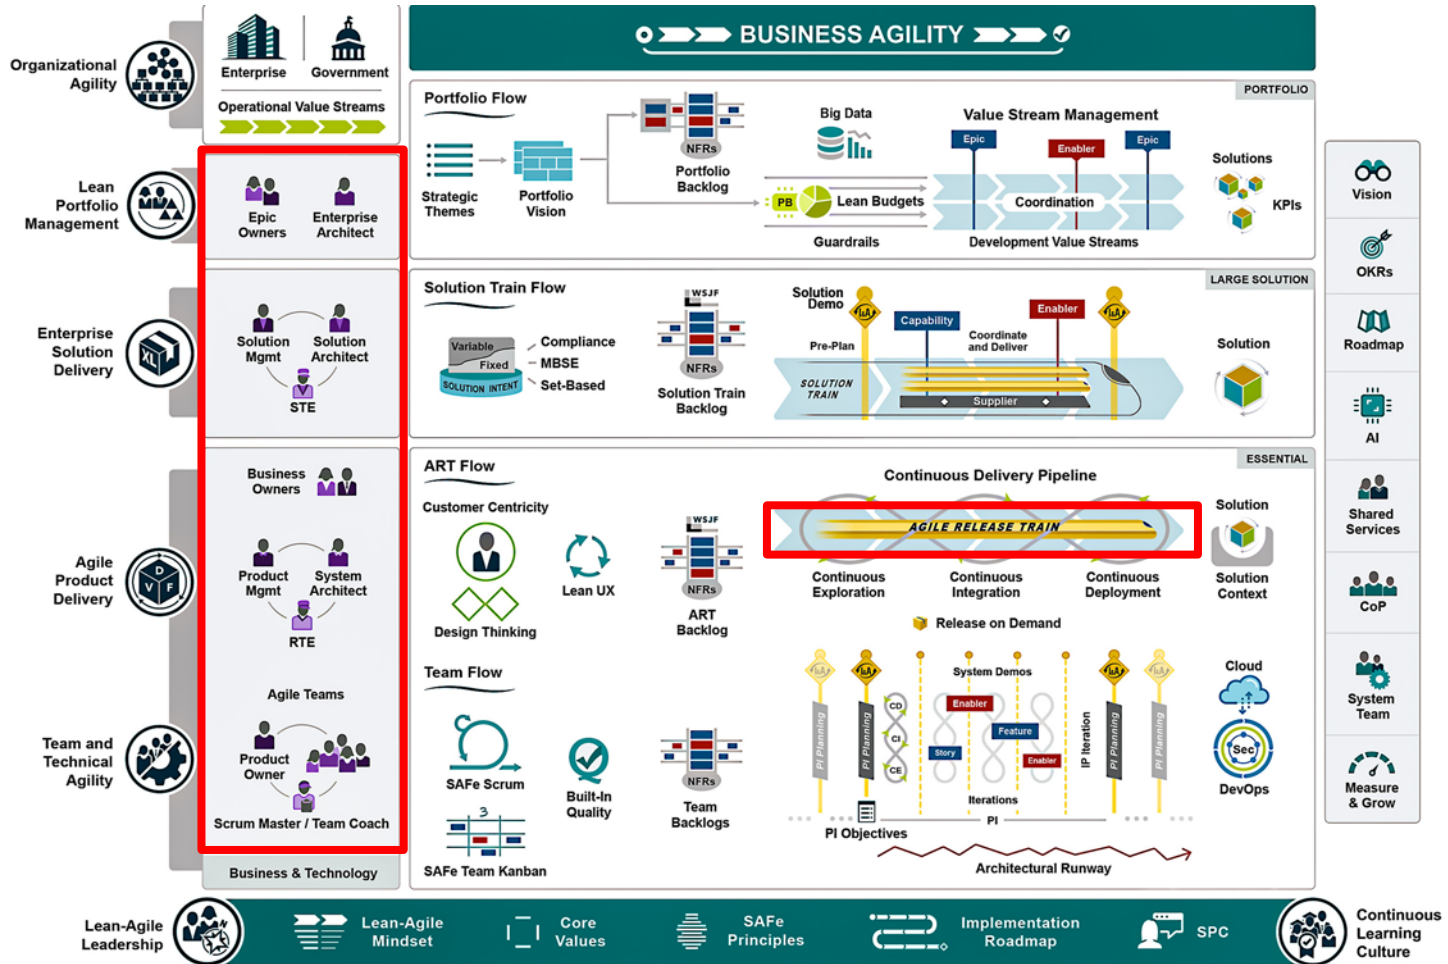 Organizational
Agility
Enterprise
Government
Operational Value Streams
BUSINESS AGILITY
Lean
Portfolio
Management
Epic
Owners
Enterprise
Architect
PORTFOLIO
Portfolio Flow
Strategic
Themes
Portfolio
Vision
NFRs
Portfolio
Backlog
Big Data
PB
Lean Budgets
Guardrails
Value Stream Management
Epic
Enabler
Epic
Coordination
Development Value Streams
Solutions
KPIs
Enterprise
Solution
Delivery
XL
Solution
Mgmt
Solution
Architect
STE
LARGE SOLUTION
Solution Train Flow
Variable
Fixed
SOLUTION INTENT
Compliance
MBSE
Set-Based
WSJF
NFRs
Solution Train
Backlog
Solution
Demo
I&A
Pre-Plan
Capability
Coordinate
and Deliver
Enabler
I&A
SOLUTION
TRAIN
Supplier
Solution
Agile
Product
Delivery
D
V
F
Business
Owners
Product
Mgmt
System
Architect
RTE
ESSENTIAL
ART Flow
Customer Centricity
Design Thinking
Lean UX
WSJF
NFRs
ART
Backlog
Continuous Delivery Pipeline
AGILE RELEASE TRAIN
Continuous
Exploration
Continuous
Integration
Continuous
Deployment
Release on Demand
Solution
Solution
Context
Team and
Technical
Agility
Agile Teams
Product
Owner
Scrum Master / Team Coach
Business & Technology
Team Flow
SAFe Scrum
3
SAFe Team Kanban
Built-In
Quality
NFRs
Team
Backlogs
I&A
I&A
System Demos
I&A
I&A
PI Planning
PI Planning
CD
CI
CE
Enabler
Story
Feature
Enabler
IP Iteration
PI Planning
PI Planning
Iterations
PI
PI Objectives
Architectural Runway
Cloud
Sec
DevOps
Vision
OKRs
Roadmap
AI
Shared
Services
CoP
System
Team
Measure
& Grow
Lean-Agile
Leadership
Lean-Agile
Mindset
Core
Values
SAFe
Principles
Implementation
Roadmap
SPC
Continuous
Learning
Culture